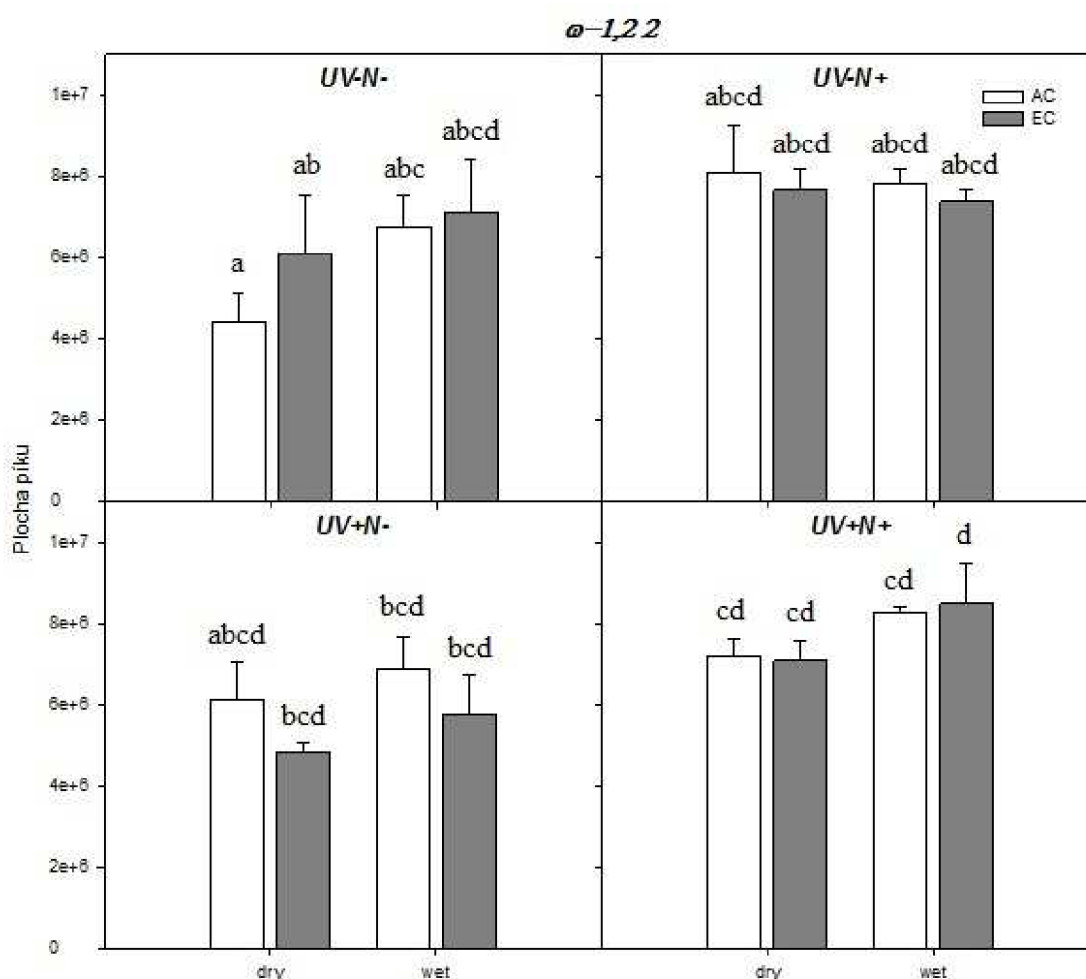 ω−1,2 2
UV-N-
UV-N+
AC
EC
1e+7
8e+6
6e+6
4e+6
2e+6
0
a
ab
abc
abcd
abcd
abcd
abcd
abcd
Plocha píku
UV+N-
UV+N+
1e+7
8e+6
6e+6
4e+6
2e+6
0
abcd
bcd
bcd
bcd
cd
cd
cd
d
dry
wet
dry
wet